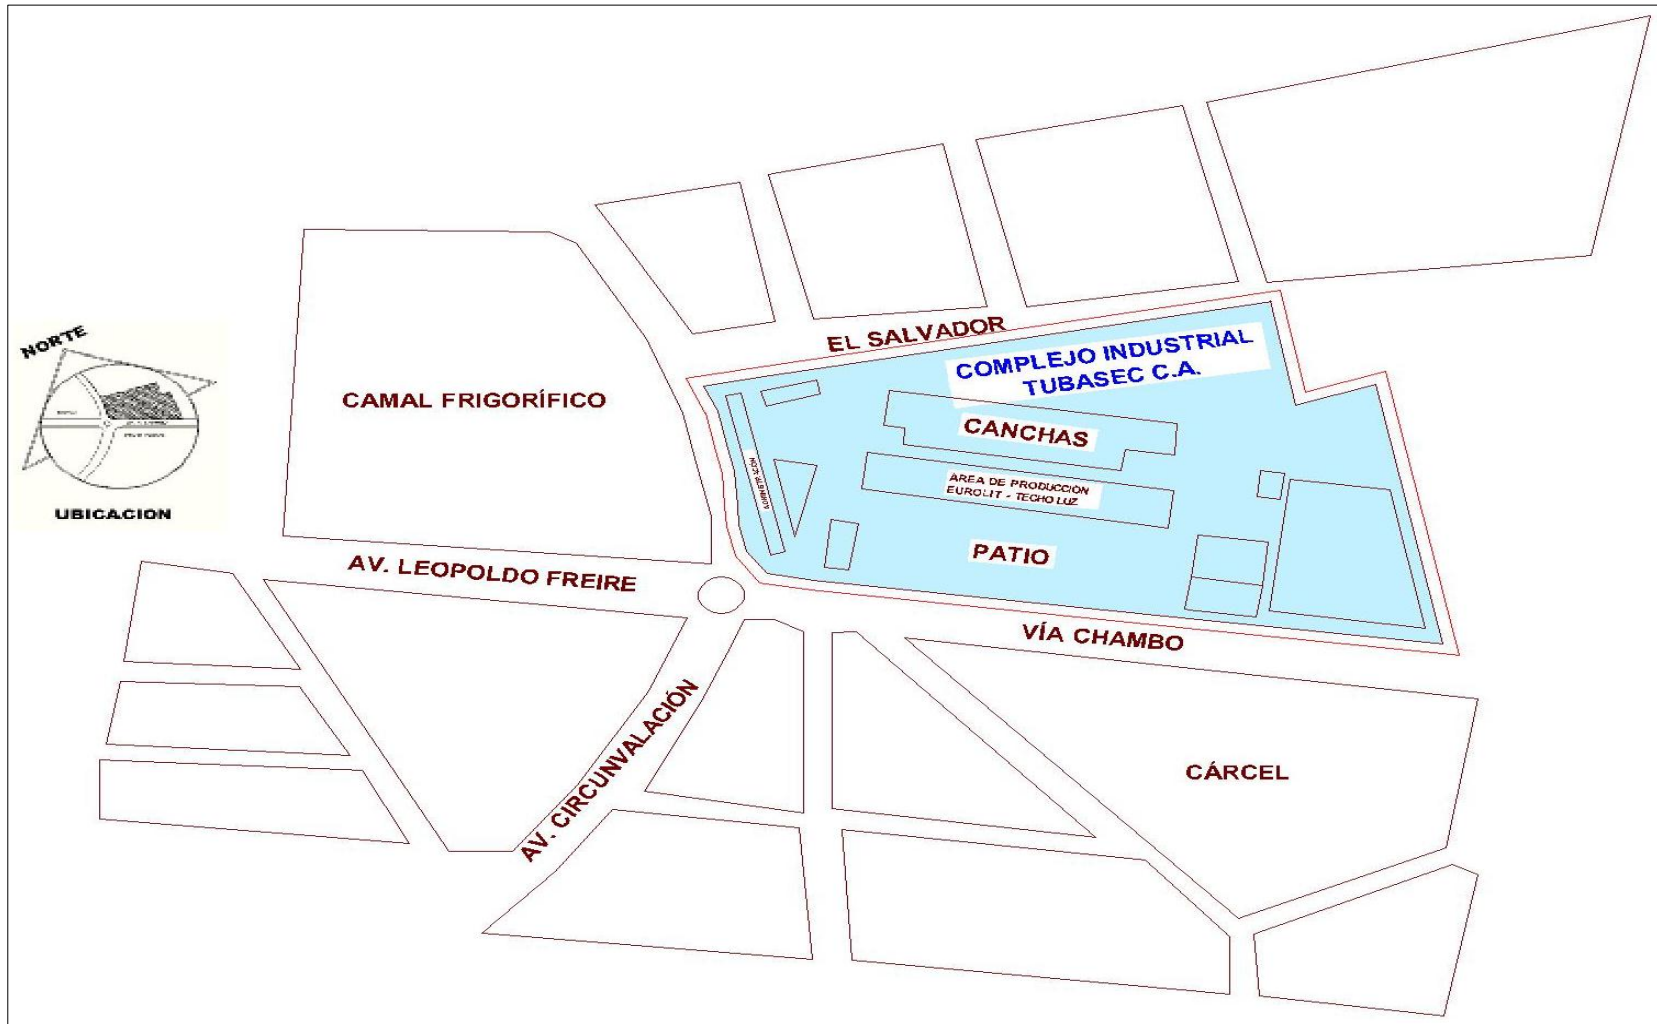 EL SALVADOR
COMPLEJO INDUSTRIAL
TUBASEC C.A.
NORTE
UBICACION
CAMAL FRIGORÍFICO
CANCHAS
AREA DE PRODUCCIÓN
EUROLIT - TECHO LUZ
PATIO
AV. LEOPOLDO FREIRE
VÍA CHAMBO
AV. CIRCUNVALACIÓN
CÁRCEL